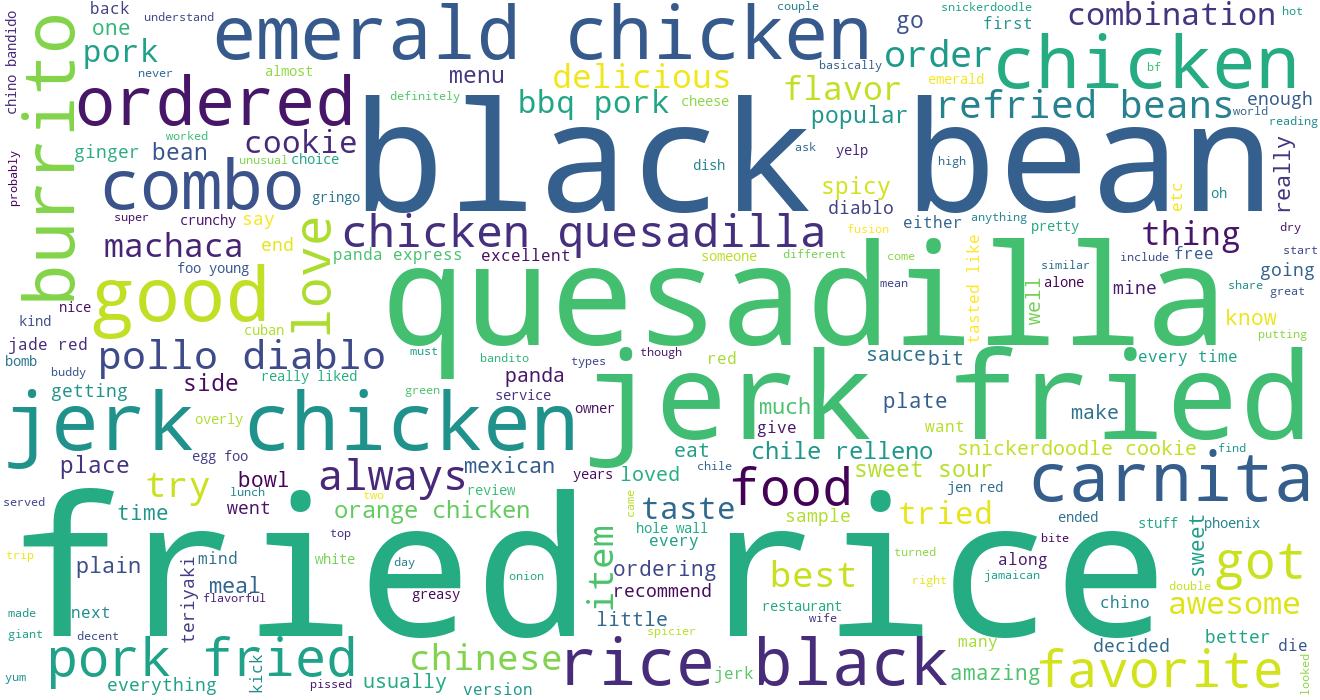 chino bandido
back
understand
one
pork
burrito
emerald chicken
couple
go
snickerdoodle
first
combination
hot
order
chicken
bf
never
almost
menu
delicious
basically
flavor
emerald
ordered
definitely
bbq pork
cheese
popular
refried beans
enough
world
reading
worked
cookie
black bean
ginger
bean
unusual
choice
ask
yelp
dish
high
really
probably
combo
gringo
spicy
diablo
etc
oh
super
crunchy
say
love
chicken quesadilla
either
anything
pretty
fusion
thing
dry
machaca
end
panda express
excellent
someone
different
come
tasted like
include
free
start
foo young
good
quesadilla
mean
similar
alone
well
mine
going
share
great
nice
kind
cuban
know
putting
jade red
bomb
buddy
pollo diablo
must
bandito
types
though
red
sauce
bit
every time
getting
side
really liked
green
panda
service
jerk fried
owner
much
give
plate
make
want
jerk chicken
overly
egg foo
eat
chile relleno
snickerdoodle cookie
find
place
try
bowl
always
mexican
years
loved
chile
sweet sour
jen red
carnita
food
served
went
lunch
review
two
came
taste
time
orange chicken
sample
tried
ended
stuff
phoenix
hole wall
every
top
bite
sweet
trip
plain
mind
white
day
fried rice
item
ordering
turned
along
got
teriyaki
meal
flavorful
greasy
onion
recommend
best
right
jamaican
double
awesome
made
next
little
restaurant
wife
chino
giant
decent
spicier
many
decided
better
die
pork fried
kick
chinese
rice black
jerk
amazing
favorite
looked
yum
everything
pissed
usually
version